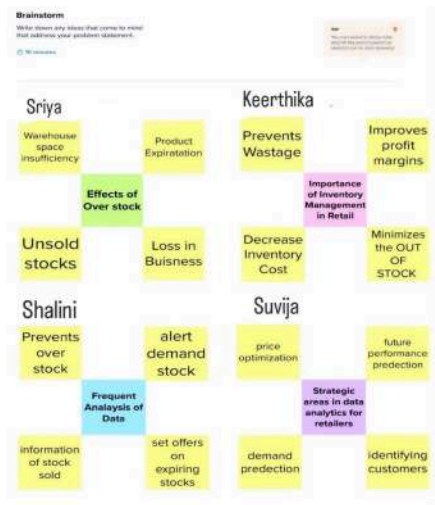 Brainstorm
Write down any ideas that come to mind
that address your problem statement.
10 minutes
Sriya
Keerthika
Warehouse
space
insufficiency
Product
Expiratation
Effects of
Over stock
Unsold
stocks
Loss in
Buisness
Prevents
Wastage
Improves
profit
margins
Importance
of Inventory
Management
in Retail
Decrease
Inventory
Cost
Minimizes
the OUT
OF
STOCK
Shalini
Suvija
Prevents
over
stock
alert
demand
stock
Frequent
Analaysis of
Data
information
of stock
sold
set offers
on
expiring
stocks
price
optimization
future
performance
predection
Strategic
areas in data
analytics for
retailers
demand
predection
identifying
customers